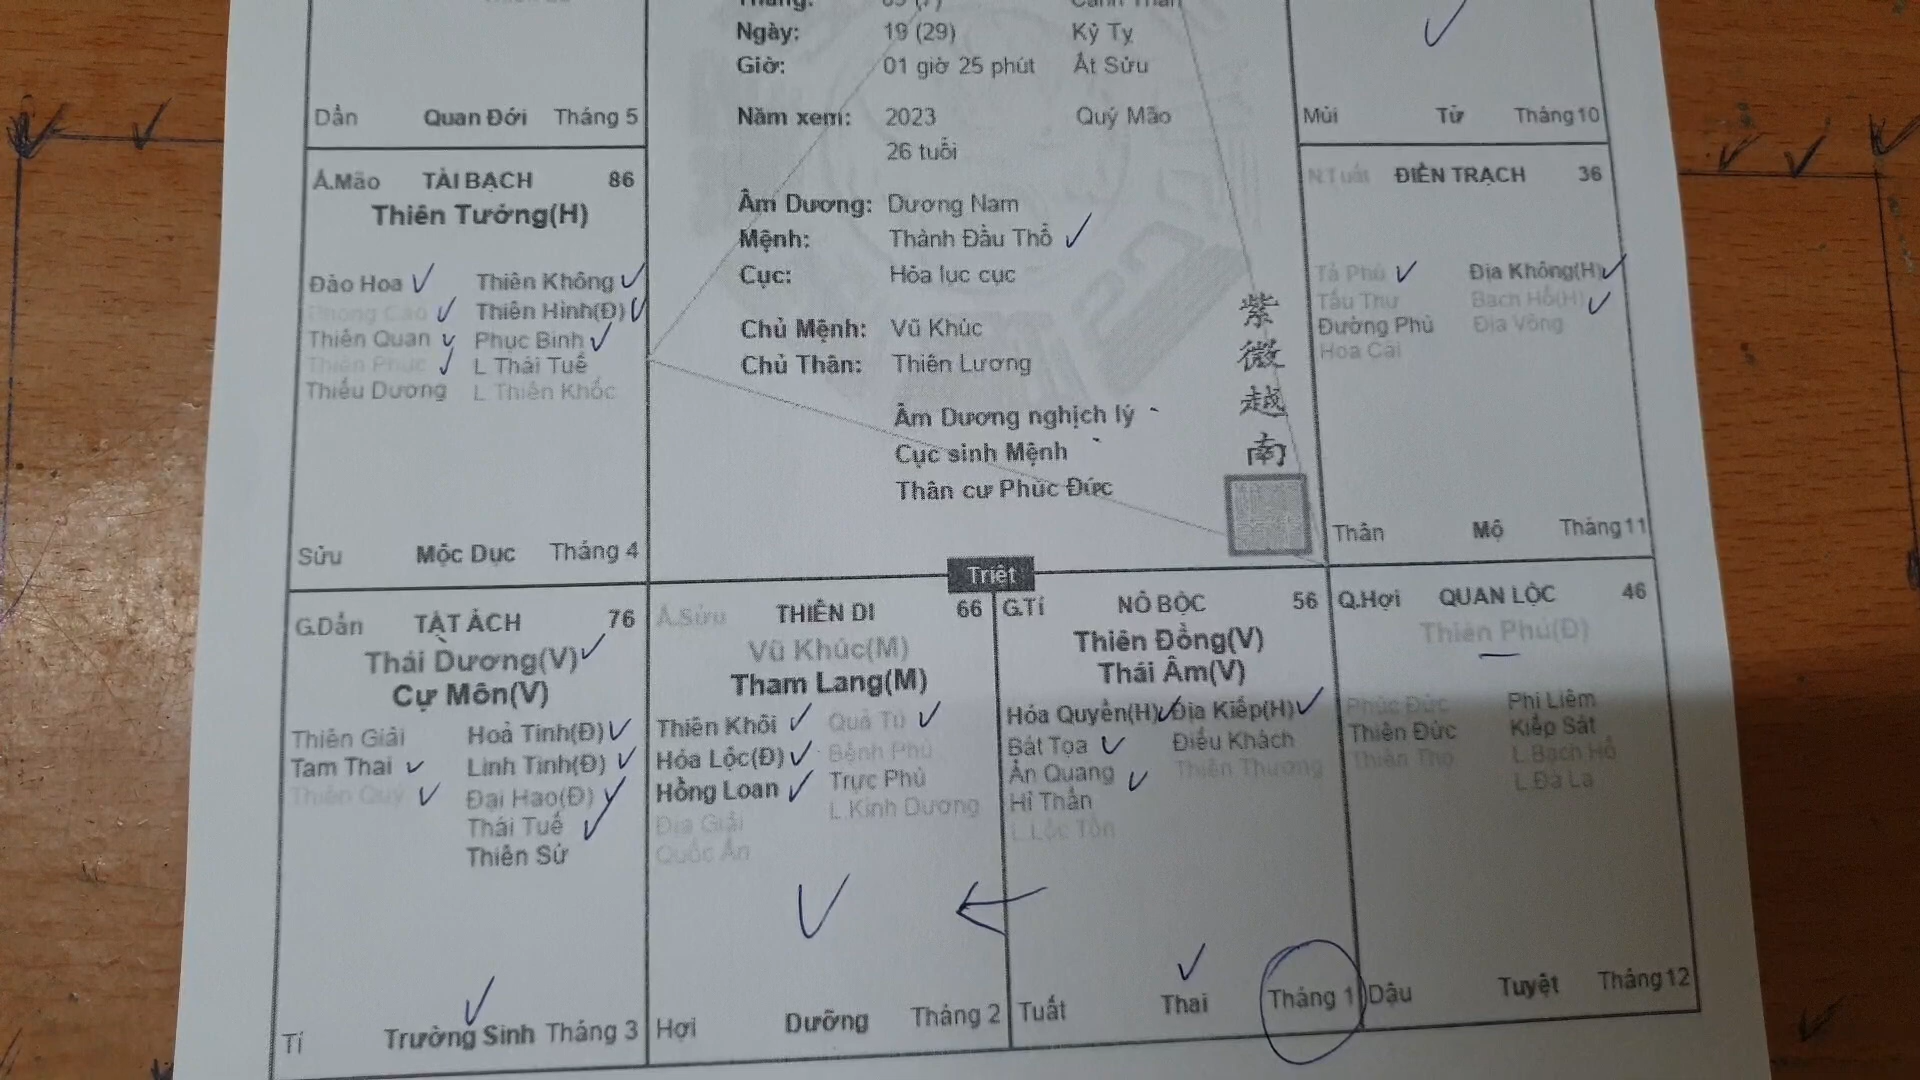 Ngày: 19 (29) Kỷ Tỵ
Giờ: 01 giờ 25 phút Ất Sửu
Năm xem: 2023 Quý Mão
26 tuổi
Âm Dương: Dương Nam
Mệnh: Thành Đầu Thổ
Cục: Hỏa lục cục
Chủ Mệnh: Vũ Khúc
Chủ Thân: Thiên Lương
Âm Dương nghịch lý
Cục sinh Mệnh
Thân cư Phúc Đức
紫
微
越
南
Dần Quan Đới Tháng 5
Mùi Tử Tháng 10
Ấ.Mão TÀI BẠCH 86
Thiên Tướng(H)
Đào Hoa Thiên Không
Phong Cáo Thiên Hình(Đ)
Thiên Quan Phục Binh
Thiên Phúc L Thái Tuế
Thiếu Dương L Thiên Khốc
Sửu Mộc Dục Tháng 4
N.Tuất ĐIỀN TRẠCH 36
Tả Phù Địa Không(H)
Tấu Thư Bạch Hổ(H)
Đường Phù Địa Võng
Hoa Cái
Thân Mộ Tháng 11
Triệt
G.Dần TẬT ÁCH 76
Thái Dương(V)
Cự Môn(V)
Thiên Giải Hoả Tinh(Đ)
Tam Thai Linh Tinh(Đ)
Thiên Quý Đại Hao(Đ)
Thái Tuế
Thiên Sứ
Tí Trường Sinh Tháng 3
Ấ.Sửu THIÊN DI 66
Vũ Khúc(M)
Tham Lang(M)
Thiên Khôi Quả Tú
Hóa Lộc(Đ) Bệnh Phù
Hồng Loan Trực Phù
Địa Giải L.Kình Dương
Quốc Ấn
Hợi Dưỡng Tháng 2
G.Tí NÔ BỘC 56
Thiên Đồng(V)
Thái Âm(V)
Hóa Quyền(H) Địa Kiếp(H)
Bát Tọa Điếu Khách
Ân Quang Thiên Thương
Hỉ Thần
L.Lộc Tồn
Tuất Thai Tháng 1
Q.Hợi QUAN LỘC 46
Thiên Phủ(Đ)
Phúc Đức Phi Liêm
Thiên Đức Kiếp Sát
Thiên Thọ L.Bạch Hổ
L.Đà La
Dậu Tuyệt Tháng 12